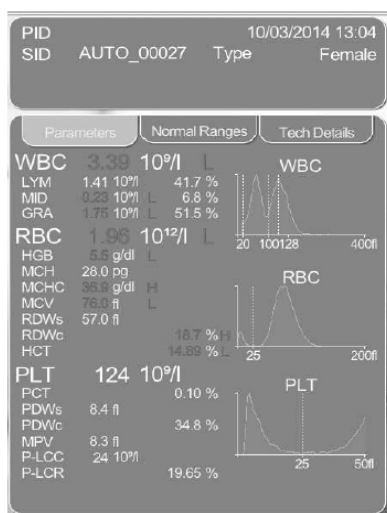 PID 10/03/2014 13:04
SID AUTO_00027 Type Female
Parameters Normal Ranges Tech Details
WBC 3.39 10⁹/l L
LYM 1.41 10⁹/l 41.7 %
MID 0.23 10⁹/l L 6.8 %
GRA 1.75 10⁹/l L 51.5 %
RBC 1.96 10¹²/l L
HGB 5.5 g/dl L
MCH 28.0 pg
MCHC 36.9 g/dl H
MCV 76.0 fl L
RDWs 57.0 fl
RDWc 18.7 % H
HCT 14.89 % L
PLT 124 10⁹/l
PCT 0.10 %
PDWs 8.4 fl
PDWc 34.8 %
MPV 8.3 fl
P-LCC 24 10⁹/l
P-LCR 19.65 %
WBC
20 100128 400fl
RBC
25 200fl
PLT
25 50fl